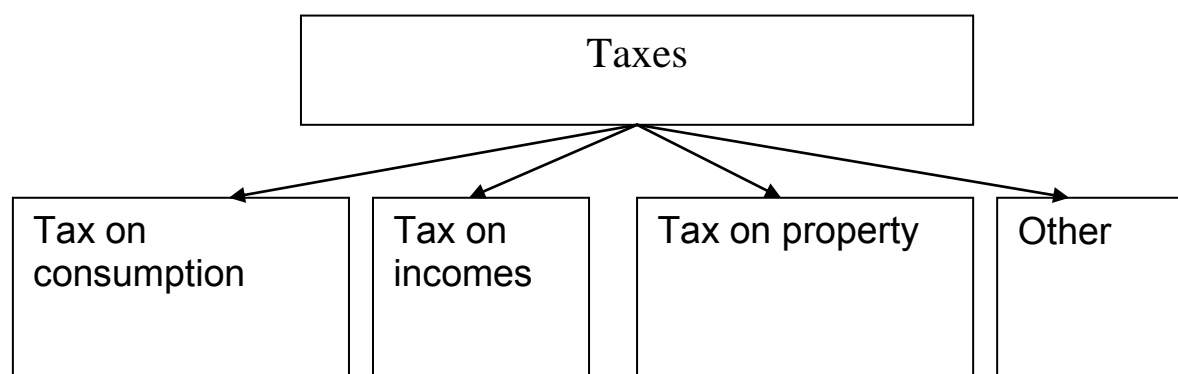 Taxes
Tax on
consumption
Tax on
incomes
Tax on property
Other